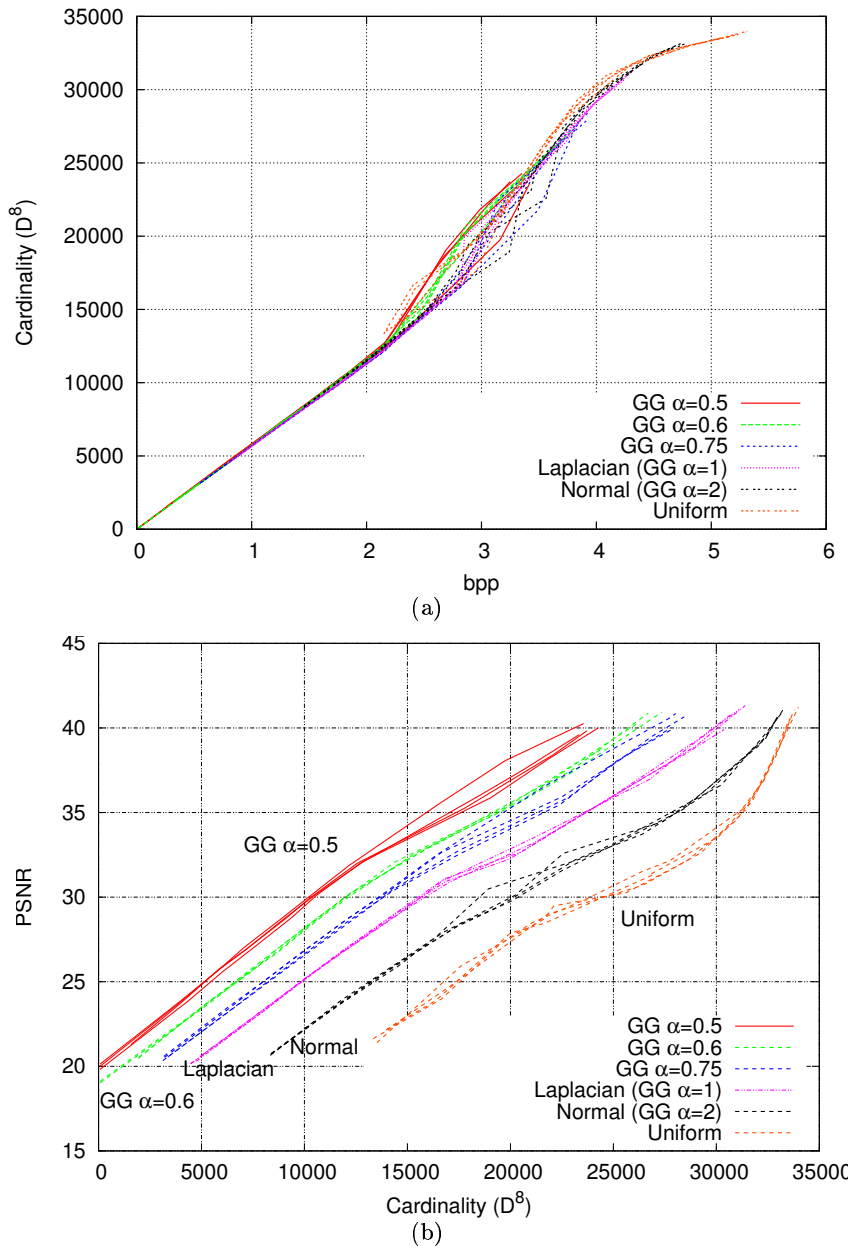 35000
30000
25000
20000
15000
10000
5000
0
Cardinality (D⁸)
GG α=0.5
GG α=0.6
GG α=0.75
Laplacian (GG α=1)
Normal (GG α=2)
Uniform
0 1 2 3 4 5 6
bpp
(a)
45
40
35
30
25
20
15
PSNR
GG α=0.5
Uniform
Normal
Laplacian
GG α=0.6
GG α=0.5
GG α=0.6
GG α=0.75
Laplacian (GG α=1)
Normal (GG α=2)
Uniform
0 5000 10000 15000 20000 25000 30000 35000
Cardinality (D⁸)
(b)